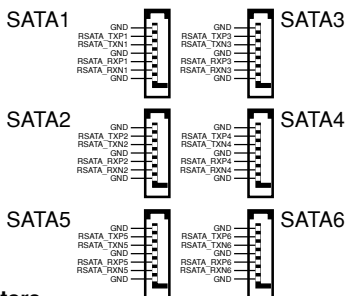 SATA1
GND
RSATA_TXP1
RSATA_TXN1
GND
RSATA_RXP1
RSATA_RXN1
GND
SATA3
GND
RSATA_TXP3
RSATA_TXN3
GND
RSATA_RXP3
RSATA_RXN3
GND
SATA2
GND
RSATA_TXP2
RSATA_TXN2
GND
RSATA_RXP2
RSATA_RXN2
GND
SATA4
GND
RSATA_TXP4
RSATA_TXN4
GND
RSATA_RXP4
RSATA_RXN4
GND
SATA5
GND
RSATA_TXP5
RSATA_TXN5
GND
RSATA_RXP5
RSATA_RXN5
GND
SATA6
GND
RSATA_TXP6
RSATA_TXN6
GND
RSATA_RXP6
RSATA_RXN6
GND